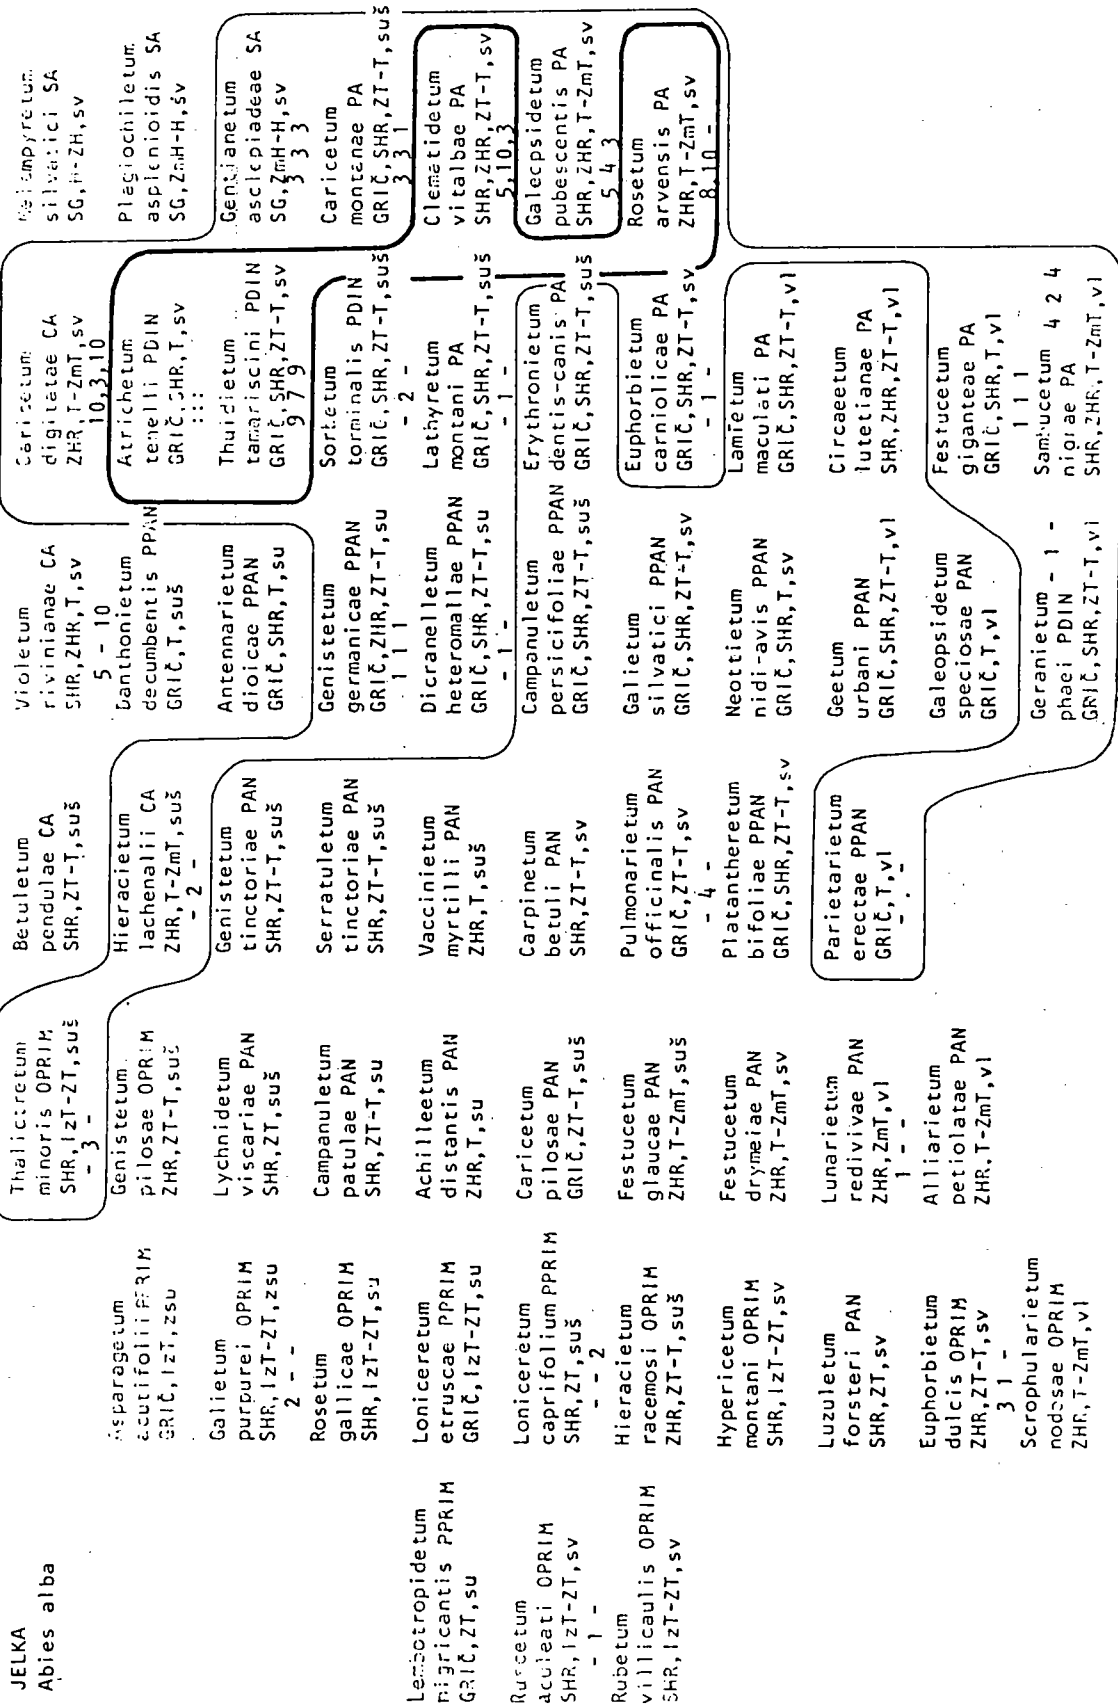 JELKA
Abies alba
Lembotropidetum
nigricantis PPRIM
GRIČ,ZT,su
Ruscetum
aculeati OPRIM
SHR,IzT-ZT,sv
- 1 -
Rubetum
villicaulis OPRIM
SHR,IzT-ZT,sv
Asparagetum
acutifolii PPRIM
GRIČ,IzT,zsu
Galietum
purpurei OPRIM
SHR,IzT-ZT,zsu
2 - -
Rosetum
gallicae OPRIM
SHR,IzT-ZT,su
Loniceretum
etruscae PPRIM
GRIČ,IzT-ZT,su
Loniceretum
caprifolium PPRIM
SHR,ZT,suš
- - 2
Hieracietum
racemosi OPRIM
ZHR,ZT-T,suš
Hypericetum
montani OPRIM
SHR,IzT-ZT,sv
Luzuletum
forsteri PAN
SHR,ZT,sv
Euphorbietum
dulcis OPRIM
ZHR,ZT-T,sv
3 1 -
Scrophularietum
nodosae OPRIM
ZHR,T-ZmT,vl
Thalictretum
minoris OPRIM
SHR,IzT-ZT,suš
- 3 -
Genistetum
pilosae OPRIM
ZHR,ZT-T,suš
Lychnidetum
viscariae PAN
SHR,ZT,suš
Campanuletum
patulae PAN
SHR,ZT-T,su
Achilleetum
distantis PAN
ZHR,T,su
Caricetum
pilosae PAN
GRIČ,ZT-T,suš
Festucetum
glaucae PAN
ZHR,T-ZmT,suš
Festucetum
drymeiae PAN
ZHR,T-ZmT,sv
Lunarietum
redivivae PAN
ZHR,ZmT,vl
1 - -
Alliarietum
petiolatae PAN
ZHR,T-ZmT,vl
Betuletum
pendulae CA
SHR,ZT-T,suš
Hieracietum
lachenalii CA
ZHR,T-ZmT,suš
- 2 -
Genistetum
tinctoriae PAN
SHR,ZT-T,suš
Serratuletum
tinctoriae PAN
SHR,ZT-T,suš
Vaccinietum
myrtilli PAN
ZHR,T,suš
Carpinetum
betuli PAN
SHR,ZT-T,sv
Pulmonarietum
officinalis PAN
GRIČ,ZT-T,sv
- 4 -
Platantheretum
bifoliae PPAN
GRIČ,SHR,ZT-T,sv
Parietarietum
erectae PPAN
GRIČ,T,vl
- . -
Violetum
rivinianae CA
SHR,ZHR,T,sv
5 - 10
Danthonietum
decumbentis PPAN
GRIČ,T,suš
Antennarietum
dioicae PPAN
GRIČ,SHR,T,su
Genistetum
germanicae PPAN
GRIČ,ZHR,ZT-T,su
1 1 1
Dicranelletum
heteromallae PPAN
GRIČ,SHR,ZT-T,su
- 1 -
Campanuletum
persicifoliae PPAN
GRIČ,SHR,ZT-T,suš
Galietum
silvatici PPAN
GRIČ,SHR,ZT-T,sv
Neottietum
nidi-avis PPAN
GRIČ,SHR,T,sv
Geetum
urbani PPAN
GRIČ,SHR,ZT-T,vl
Galeopsidetum
speciosae PAN
GRIČ,T,vl
Geranietum - 1 -
phaei PDIN
GRIČ,SHR,ZT-T,vl
Caricetum
digitatae CA
ZHR,T-ZmT,sv
10,3,10
Atrichetum
tenelli PDIN
GRIČ,SHR,T,sv
:::
Thuidietum
tamariscini PDIN
GRIČ,SHR,ZT-T,sv
9 7 9
Sorbetum
torminalis PDIN
GRIČ,SHR,ZT-T,suš
- 2 -
Lathyretum
montani PA
GRIČ,SHR,ZT-T,suš
- 1 -
Erythronietum
dentis-canis PA
GRIČ,SHR,ZT-T,suš
Euphorbietum
carniolicae PA
GRIČ,SHR,ZT-T,sv
- 1 -
Lamietum
maculati PA
GRIČ,SHR,ZT-T,vl
Circaeetum
lutetianae PA
SHR,ZHR,ZT-T,vl
Festucetum
giganteae PA
GRIČ,SHR,T,vl
1 1 1
Sambucetum 4 2 4
nigrae PA
SHR,ZHR,T-ZmT,vl
Melampyretum
silvatici SA
SG,H-ZH,sv
Plagiochiletum
asplenioidis SA
SG,ZmH-H,sv
Gentianetum
asclepiadeae SA
SG,ZmH-H,sv
3 3 3
Caricetum
montanae PA
GRIČ,SHR,ZT-T,suš
3 3 1
Clematidetum
vitalbae PA
SHR,ZHR,ZT-T,sv
5,10,3
Galeopsidetum
pubescentis PA
SHR,ZHR,T-ZmT,sv
5 4 3
Rosetum
arvensis PA
ZHR,T-ZmT,sv
8,10 -